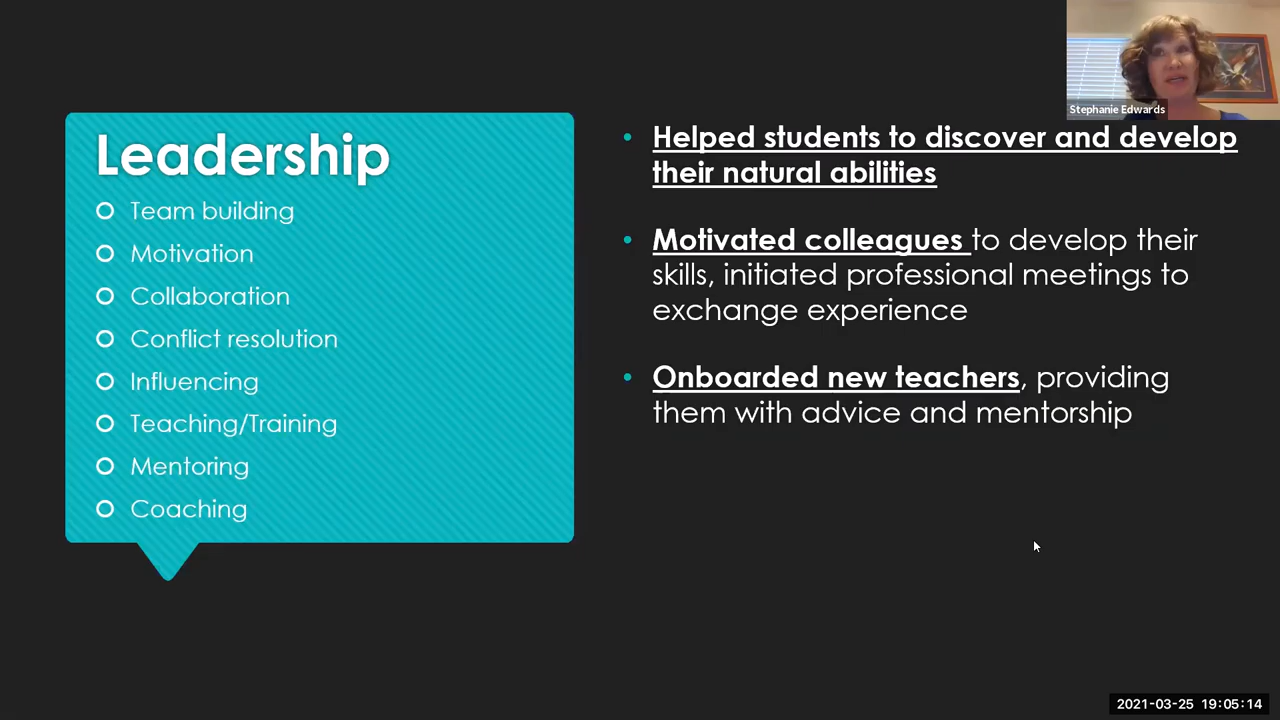 Leadership
Team building
Motivation
Collaboration
Conflict resolution
Influencing
Teaching/Training
Mentoring
Coaching
Stephanie Edwards
Helped students to discover and develop
their natural abilities
Motivated colleagues to develop their
skills, initiated professional meetings to
exchange experience
Onboarded new teachers, providing
them with advice and mentorship
2021-03-25 19:05:14